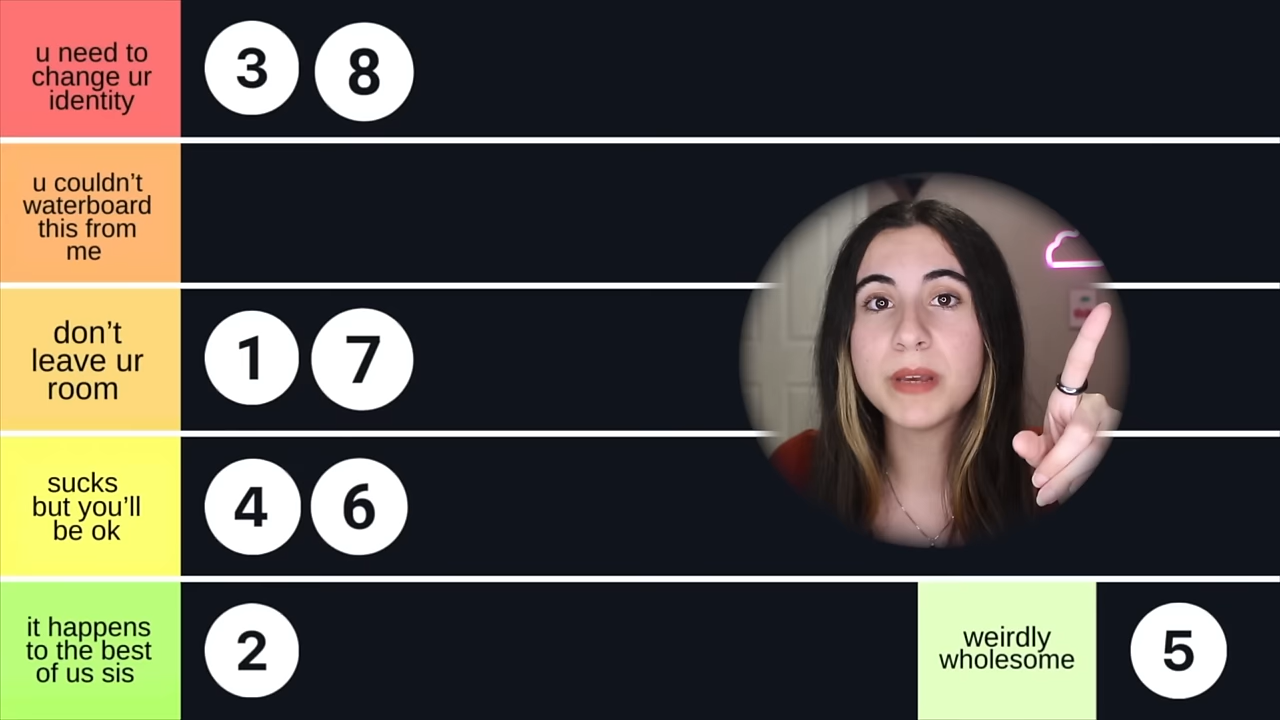 u need to
change ur
identity
3 8
u couldn't
waterboard
this from
me
don't
leave ur
room
1 7
sucks
but you'll
be ok
4 6
it happens
to the best
of us sis
2
weirdly
wholesome
5